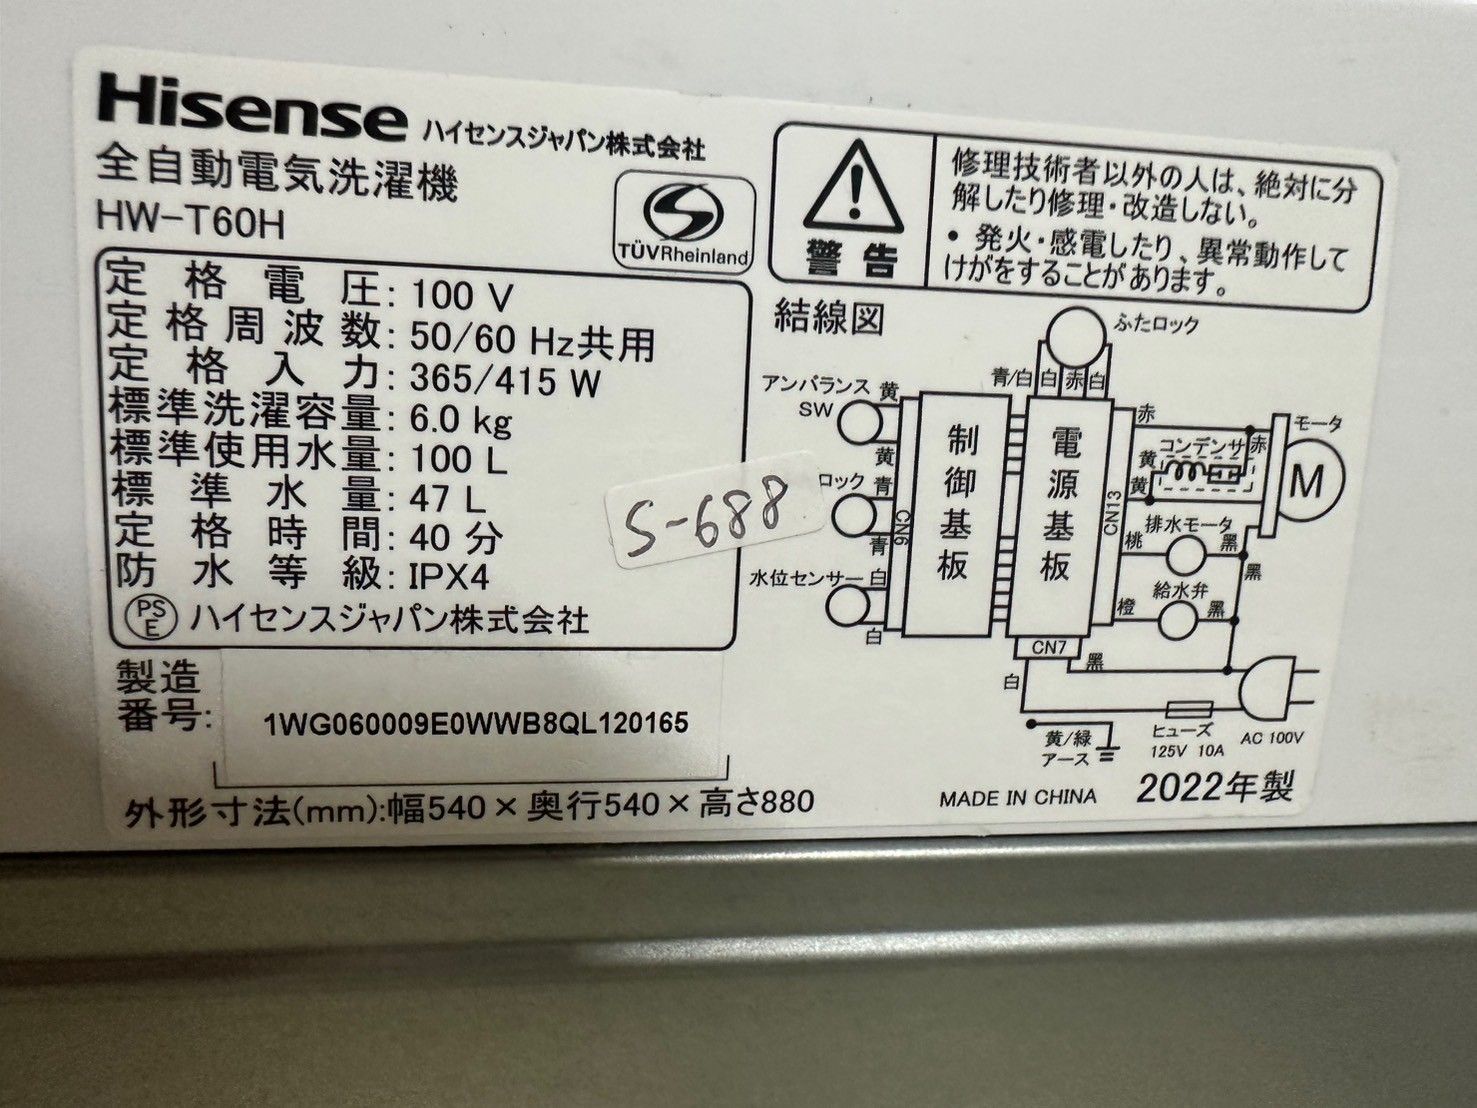 Hisense ハイセンスジャパン株式会社
全自動電気洗濯機
HW-T60H
TÜVRheinland
定格電圧: 100 V
定格周波数: 50/60 Hz共用
定格入力: 365/415 W
標準洗濯容量: 6.0 kg
標準使用水量: 100 L
標準水量: 47 L
定格時間: 40 分
防水等級: IPX4
PSE ハイセンスジャパン株式会社
S-688
製造
番号: 1WG060009E0WWB8QL120165
外形寸法(mm):幅540×奥行540×高さ880
警告
修理技術者以外の人は、絶対に分
解したり修理・改造しない。
・発火・感電したり、異常動作して
けがをすることがあります。
結線図
ふたロック
青/白 白 赤 白
アンバランス
SW
黄
黄
ロック
青
青
CN6
水位センサー
白
白
制御基板
電源基板
CN13
赤
コンデンサ
赤
黄
黄
モータ
M
排水モータ
桃
黒
黒
給水弁
橙
黒
CN7
黒
白
黄/緑
アース
ヒューズ
125V 10A
AC 100V
MADE IN CHINA
2022年製